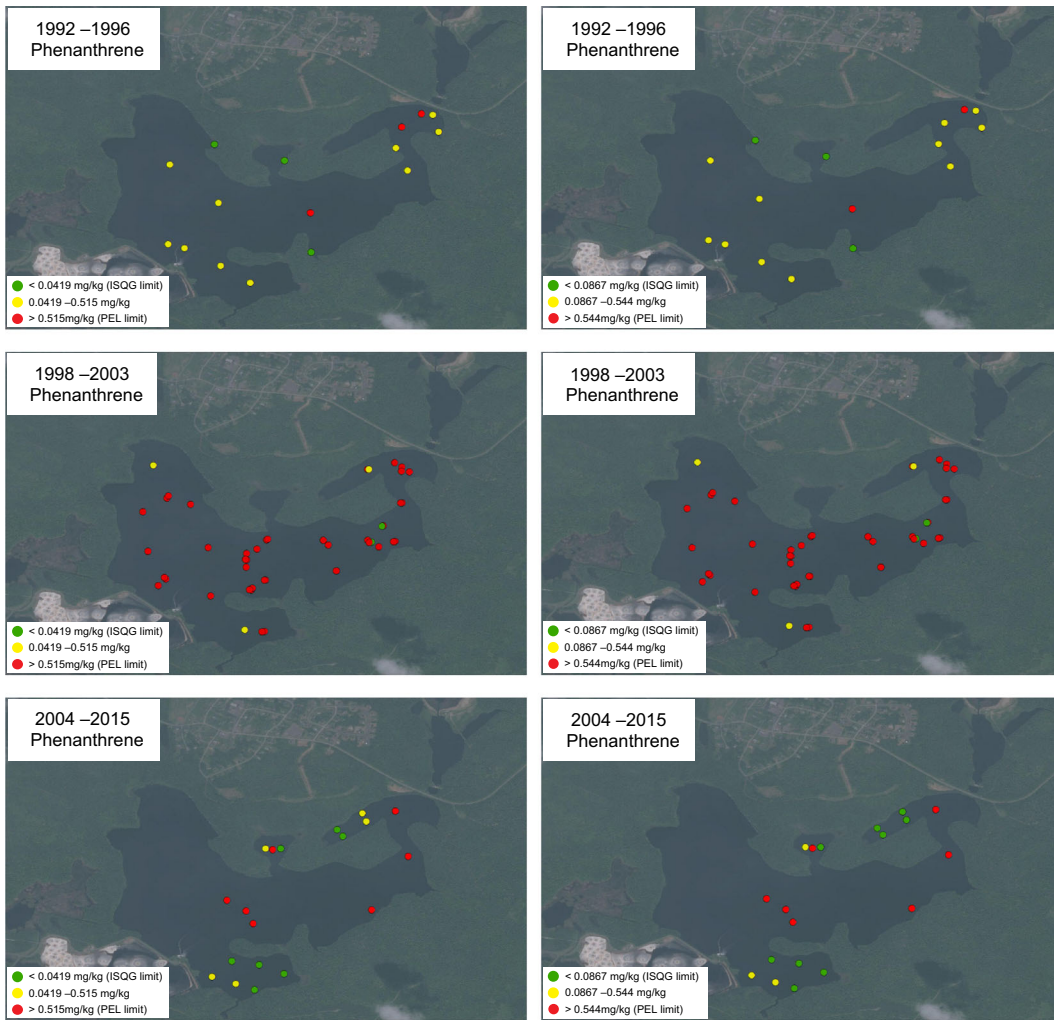 1992 –1996
Phenanthrene
< 0.0419 mg/kg (ISQG limit)
0.0419 –0.515 mg/kg
> 0.515mg/kg (PEL limit)
1992 –1996
Phenanthrene
< 0.0867 mg/kg (ISQG limit)
0.0867 –0.544 mg/kg
> 0.544mg/kg (PEL limit)
1998 –2003
Phenanthrene
< 0.0419 mg/kg (ISQG limit)
0.0419 –0.515 mg/kg
> 0.515mg/kg (PEL limit)
1998 –2003
Phenanthrene
< 0.0867 mg/kg (ISQG limit)
0.0867 –0.544 mg/kg
> 0.544mg/kg (PEL limit)
2004 –2015
Phenanthrene
< 0.0419 mg/kg (ISQG limit)
0.0419 –0.515 mg/kg
> 0.515mg/kg (PEL limit)
2004 –2015
Phenanthrene
< 0.0867 mg/kg (ISQG limit)
0.0867 –0.544 mg/kg
> 0.544mg/kg (PEL limit)